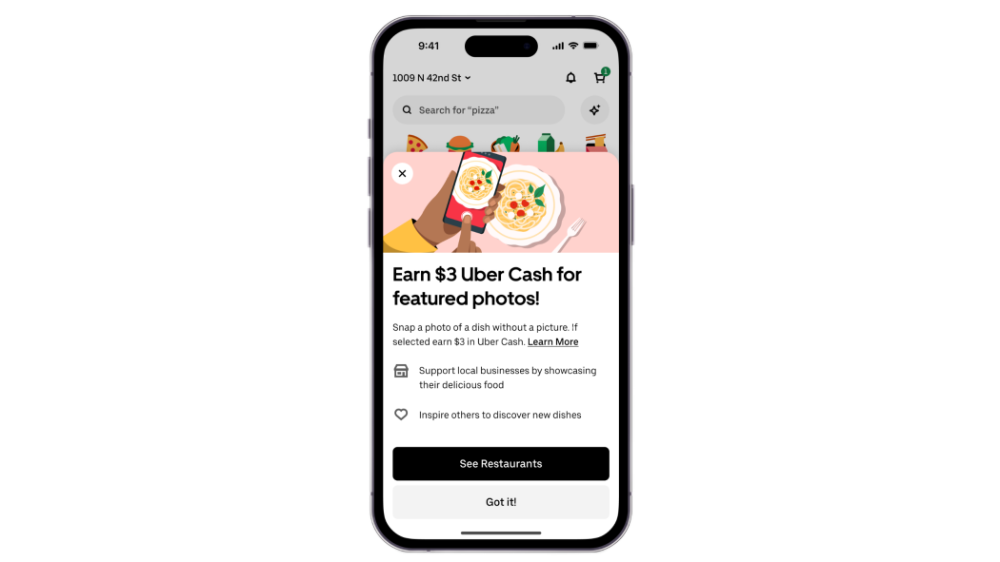 9:41
1009 N 42nd St
1
Search for “pizza”
Earn $3 Uber Cash for
featured photos!
Snap a photo of a dish without a picture. If
selected earn $3 in Uber Cash. Learn More
Support local businesses by showcasing
their delicious food
Inspire others to discover new dishes
See Restaurants
Got it!